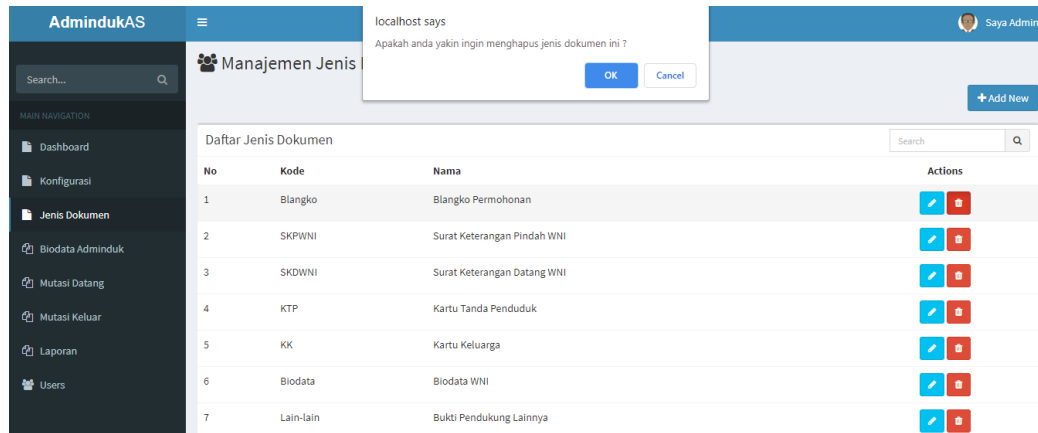 AdmindukAS
Saya Admin
localhost says
Apakah anda yakin ingin menghapus jenis dokumen ini ?
OK Cancel
Search...
Manajemen Jenis
+ Add New
MAIN NAVIGATION
Dashboard
Konfigurasi
Jenis Dokumen
Biodata Adminduk
Mutasi Datang
Mutasi Keluar
Laporan
Users
Daftar Jenis Dokumen
Search
No Kode Nama Actions
1 Blangko Blangko Permohonan
2 SKPWNI Surat Keterangan Pindah WNI
3 SKDWNI Surat Keterangan Datang WNI
4 KTP Kartu Tanda Penduduk
5 KK Kartu Keluarga
6 Biodata Biodata WNI
7 Lain-lain Bukti Pendukung Lainnya